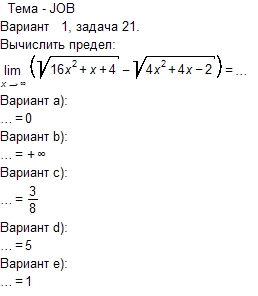 Тема - JOB
Вариант 1, задача 21.
Вычислить предел:
lim x→∞ (√(16x² + x + 4) − √(4x² + 4x − 2)) = ...
Вариант a):
... = 0
Вариант b):
... = + ∞
Вариант c):
... = 3/8
Вариант d):
... = 5
Вариант e):
... = 1